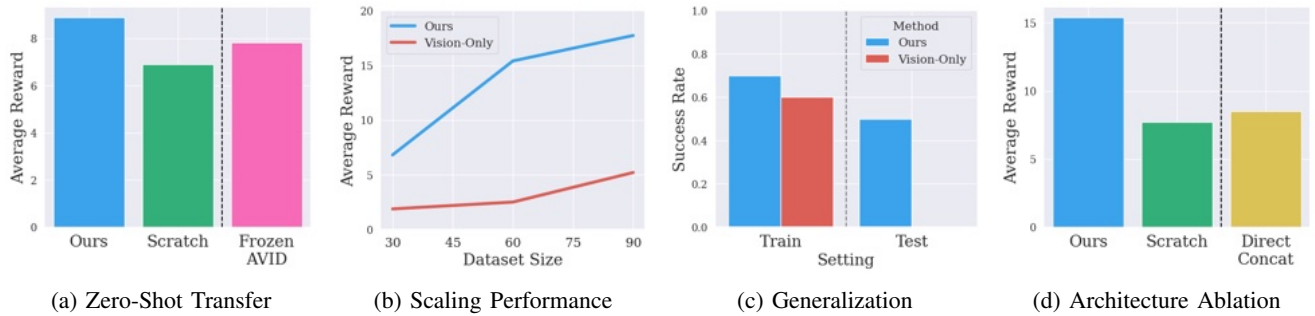 Average Reward
8
6
4
2
0
Ours
Scratch
Frozen
AVID
(a) Zero-Shot Transfer
Average Reward
20
15
10
5
0
Ours
Vision-Only
30
45
60
75
90
Dataset Size
(b) Scaling Performance
Success Rate
1.0
0.8
0.6
0.4
0.2
0.0
Method
Ours
Vision-Only
Train
Test
Setting
(c) Generalization
Average Reward
15
10
5
0
Ours
Scratch
Direct
Concat
(d) Architecture Ablation